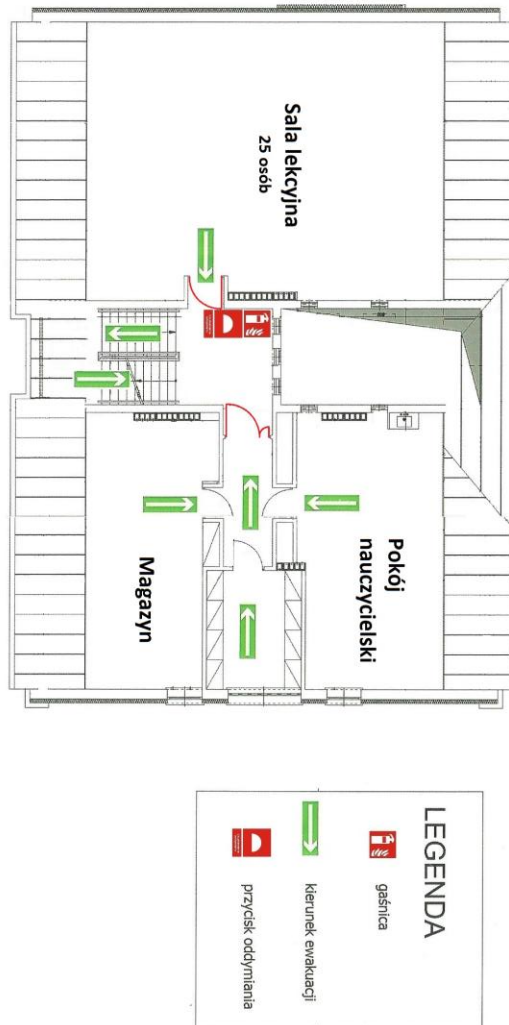 Sala lekcyjna
25 osób
Pokój
nauczycielski
Magazyn
LEGENDA
gaśnica
kierunek ewakuacji
przycisk oddymiania